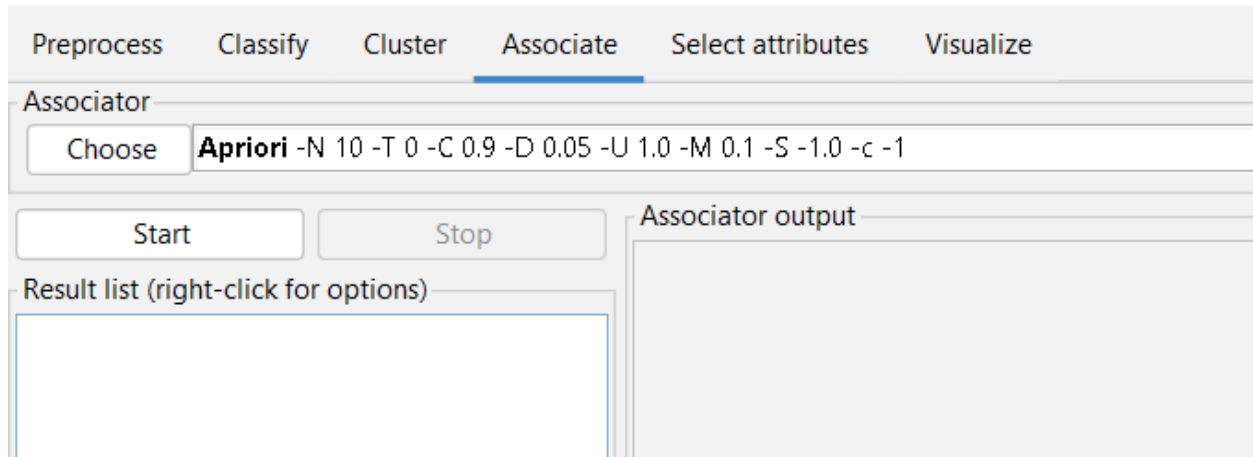 Preprocess Classify Cluster Associate Select attributes Visualize
Associator
Choose Apriori -N 10 -T 0 -C 0.9 -D 0.05 -U 1.0 -M 0.1 -S -1.0 -c -1
Start Stop
Associator output
Result list (right-click for options)